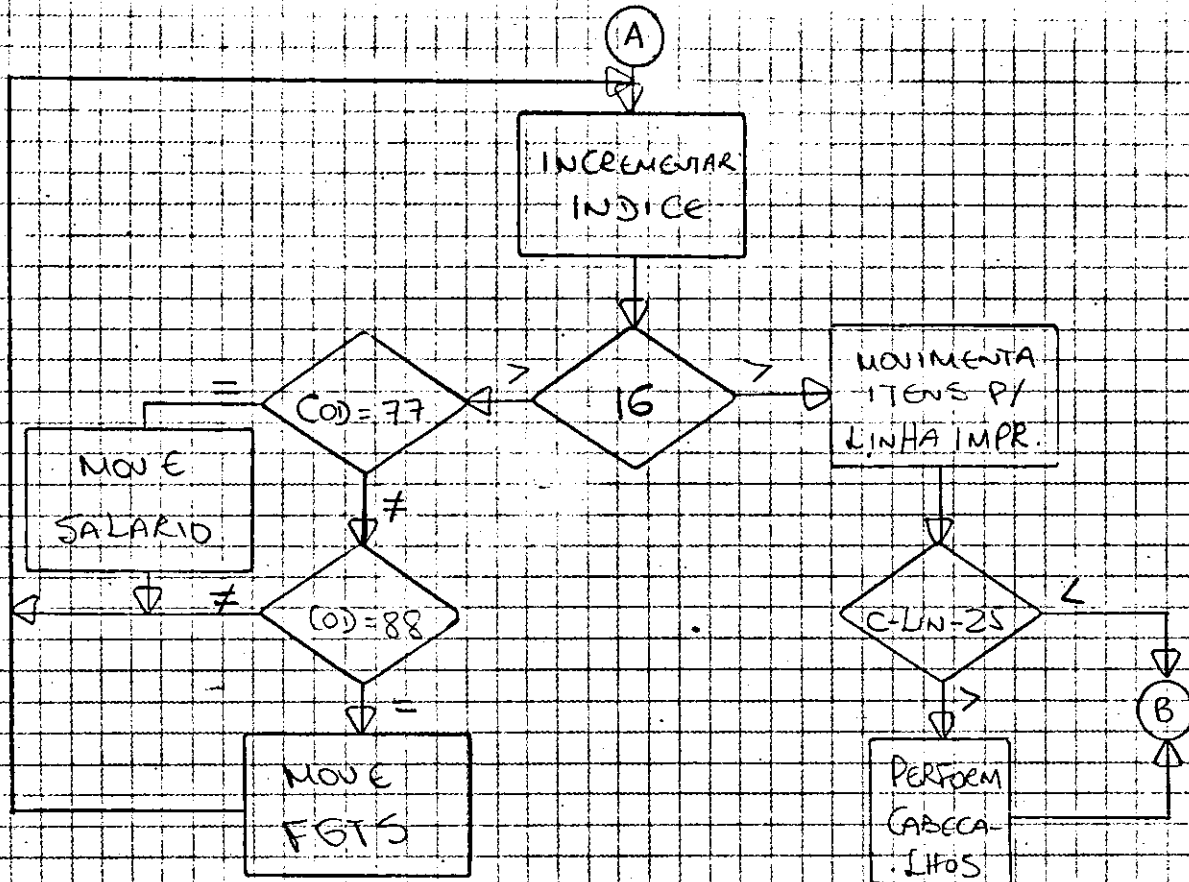 A
INCREMENTAR
INDICE
=
COD=77
>
16
>
MOVIMENTA
ITENS P/
LINHA IMPR.
MOVE
SALARIO
≠
≠
COD=88
C-LIN-25
<
=
>
B
MOVE
FGTS
PERFORM
CABECA-
LHOS